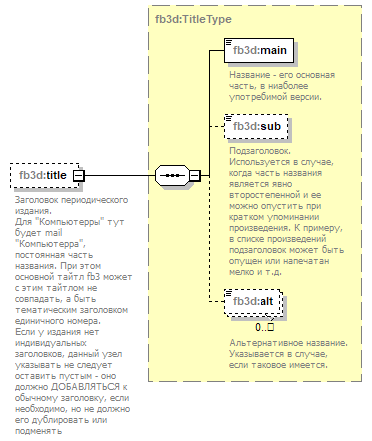 fb3d:TitleType
fb3d:main
Название - его основная
часть, в ниаболее
употребимой версии.
fb3d:sub
Подзаголовок.
Используется в случае,
когда часть названия
является явно
второстепенной и ее
можно опустить при
кратком упоминании
произведения. К примеру,
в списке произведений
подзаголовок может быть
опущен или напечатан
мелко и т.д.
fb3d:title
Заголовок периодического
издания.
Для "Компьютерры" тут
будет mail
"Компьютерра",
постоянная часть
названия. При этом
основной тайтл fb3 может
с этим тайтлом не
совпадать, а быть
тематическим заголовком
единичного номера.
Если у издания нет
индивидуальных
заголовков, данный узел
указывать не следует
оставить пустым - оно
должно ДОБАВЛЯТЬСЯ к
обычному заголовку, если
необходимо, но не должно
его дублировать или
подменять
fb3d:alt
0..□
Альтернативное название.
Указывается в случае,
если таковое имеется.